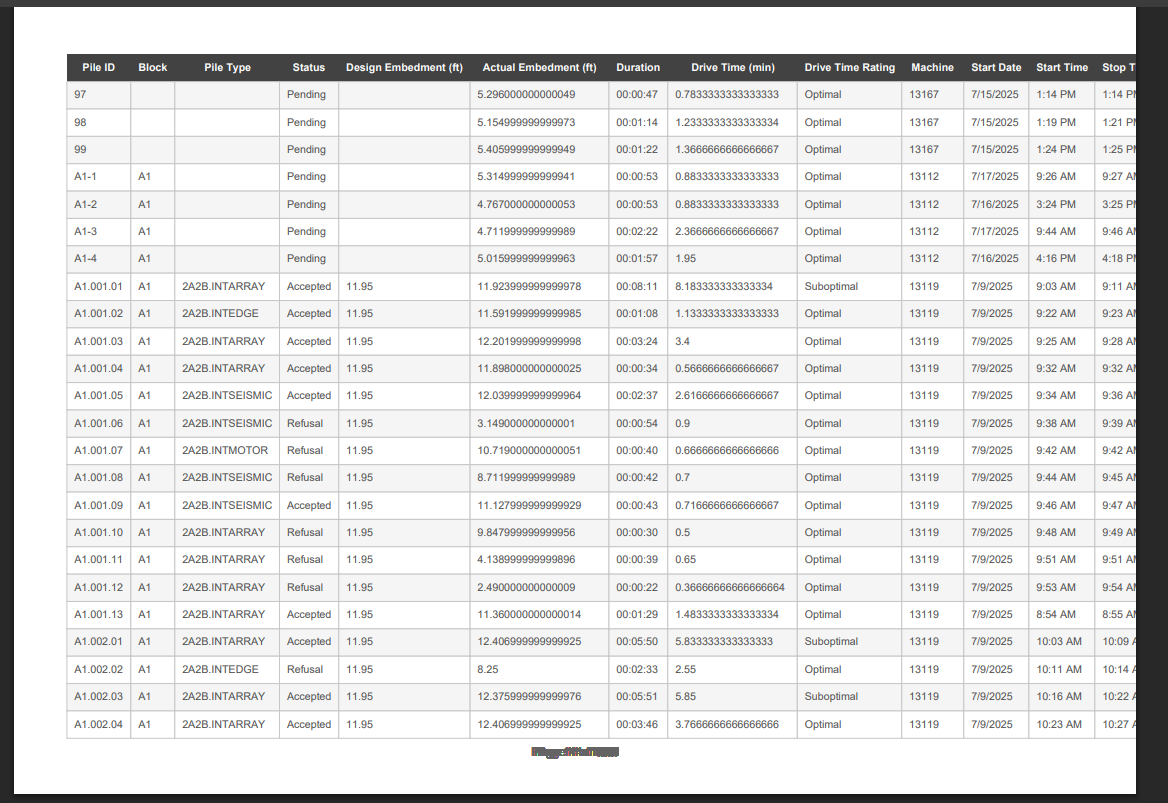 Pile ID Block Pile Type Status Design Embedment (ft) Actual Embedment (ft) Duration Drive Time (min) Drive Time Rating Machine Start Date Start Time Stop T
97 Pending 5.296000000000049 00:00:47 0.7833333333333333 Optimal 13167 7/15/2025 1:14 PM 1:14 PM
98 Pending 5.154999999999973 00:01:14 1.2333333333333334 Optimal 13167 7/15/2025 1:19 PM 1:21 PM
99 Pending 5.405999999999949 00:01:22 1.3666666666666667 Optimal 13167 7/15/2025 1:24 PM 1:25 PM
A1-1 A1 Pending 5.314999999999941 00:00:53 0.8833333333333333 Optimal 13112 7/17/2025 9:26 AM 9:27 AM
A1-2 A1 Pending 4.767000000000053 00:00:53 0.8833333333333333 Optimal 13112 7/16/2025 3:24 PM 3:25 PM
A1-3 A1 Pending 4.711999999999989 00:02:22 2.3666666666666667 Optimal 13112 7/17/2025 9:44 AM 9:46 AM
A1-4 A1 Pending 5.015999999999963 00:01:57 1.95 Optimal 13112 7/16/2025 4:16 PM 4:18 PM
A1.001.01 A1 2A2B.INTARRAY Accepted 11.95 11.923999999999978 00:08:11 8.183333333333334 Suboptimal 13119 7/9/2025 9:03 AM 9:11 AM
A1.001.02 A1 2A2B.INTEDGE Accepted 11.95 11.591999999999985 00:01:08 1.1333333333333333 Optimal 13119 7/9/2025 9:22 AM 9:23 AM
A1.001.03 A1 2A2B.INTARRAY Accepted 11.95 12.201999999999998 00:03:24 3.4 Optimal 13119 7/9/2025 9:25 AM 9:28 AM
A1.001.04 A1 2A2B.INTARRAY Accepted 11.95 11.898000000000025 00:00:34 0.5666666666666667 Optimal 13119 7/9/2025 9:32 AM 9:32 AM
A1.001.05 A1 2A2B.INTSEISMIC Accepted 11.95 12.039999999999964 00:02:37 2.6166666666666667 Optimal 13119 7/9/2025 9:34 AM 9:36 AM
A1.001.06 A1 2A2B.INTSEISMIC Refusal 11.95 3.149000000000001 00:00:54 0.9 Optimal 13119 7/9/2025 9:38 AM 9:39 AM
A1.001.07 A1 2A2B.INTMOTOR Refusal 11.95 10.719000000000051 00:00:40 0.6666666666666666 Optimal 13119 7/9/2025 9:42 AM 9:42 AM
A1.001.08 A1 2A2B.INTSEISMIC Refusal 11.95 8.711999999999989 00:00:42 0.7 Optimal 13119 7/9/2025 9:44 AM 9:45 AM
A1.001.09 A1 2A2B.INTSEISMIC Accepted 11.95 11.127999999999929 00:00:43 0.7166666666666667 Optimal 13119 7/9/2025 9:46 AM 9:47 AM
A1.001.10 A1 2A2B.INTARRAY Refusal 11.95 9.847999999999956 00:00:30 0.5 Optimal 13119 7/9/2025 9:48 AM 9:49 AM
A1.001.11 A1 2A2B.INTARRAY Refusal 11.95 4.138999999999896 00:00:39 0.65 Optimal 13119 7/9/2025 9:51 AM 9:51 AM
A1.001.12 A1 2A2B.INTARRAY Refusal 11.95 2.490000000000009 00:00:22 0.36666666666666664 Optimal 13119 7/9/2025 9:53 AM 9:54 AM
A1.001.13 A1 2A2B.INTARRAY Accepted 11.95 11.360000000000014 00:01:29 1.4833333333333334 Optimal 13119 7/9/2025 8:54 AM 8:55 AM
A1.002.01 A1 2A2B.INTARRAY Accepted 11.95 12.406999999999925 00:05:50 5.833333333333333 Suboptimal 13119 7/9/2025 10:03 AM 10:09 A
A1.002.02 A1 2A2B.INTEDGE Refusal 11.95 8.25 00:02:33 2.55 Optimal 13119 7/9/2025 10:11 AM 10:14 A
A1.002.03 A1 2A2B.INTARRAY Accepted 11.95 12.375999999999976 00:05:51 5.85 Suboptimal 13119 7/9/2025 10:16 AM 10:22 A
A1.002.04 A1 2A2B.INTARRAY Accepted 11.95 12.406999999999925 00:03:46 3.7666666666666666 Optimal 13119 7/9/2025 10:23 AM 10:27 A